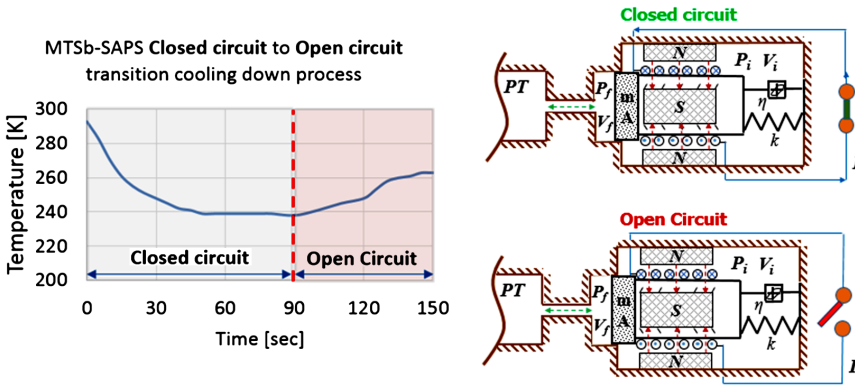 MTSb-SAPS Closed circuit to Open circuit
transition cooling down process
Temperature [K]
300
280
260
240
220
200
Closed circuit
Open Circuit
0
30
60
90
120
150
Time [sec]
Closed circuit
N
PT
Pf
m
A
Vf
S
Pi Vi
η
k
N
Open Circuit
N
PT
Pf
m
A
Vf
S
Pi Vi
η
k
N